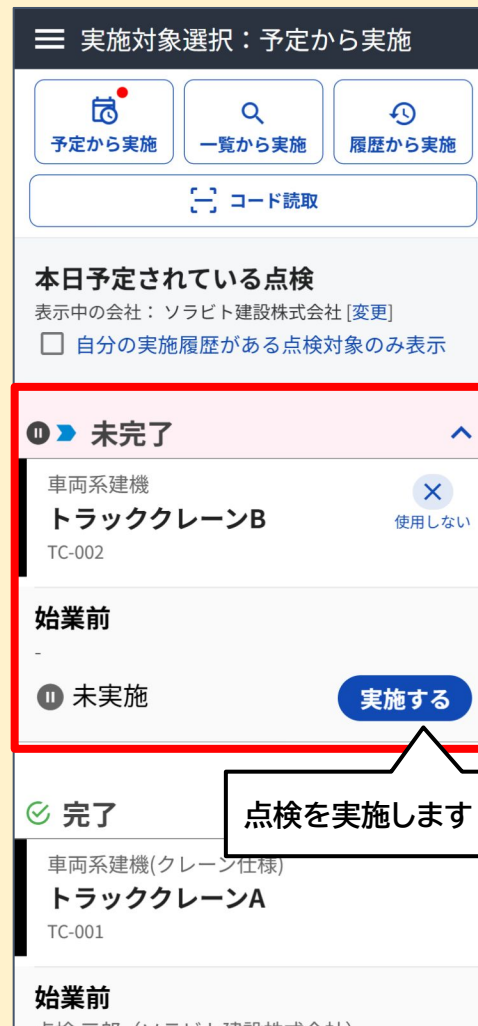 実施対象選択：予定から実施
予定から実施
一覧から実施
履歴から実施
コード読取
本日予定されている点検
表示中の会社： ソラビト建設株式会社 [変更]
自分の実施履歴がある点検対象のみ表示
未完了
車両系建機
トラッククレーンB
使用しない
TC-002
始業前
-
未実施
実施する
点検を実施します
完了
車両系建機(クレーン仕様)
トラッククレーンA
TC-001
始業前